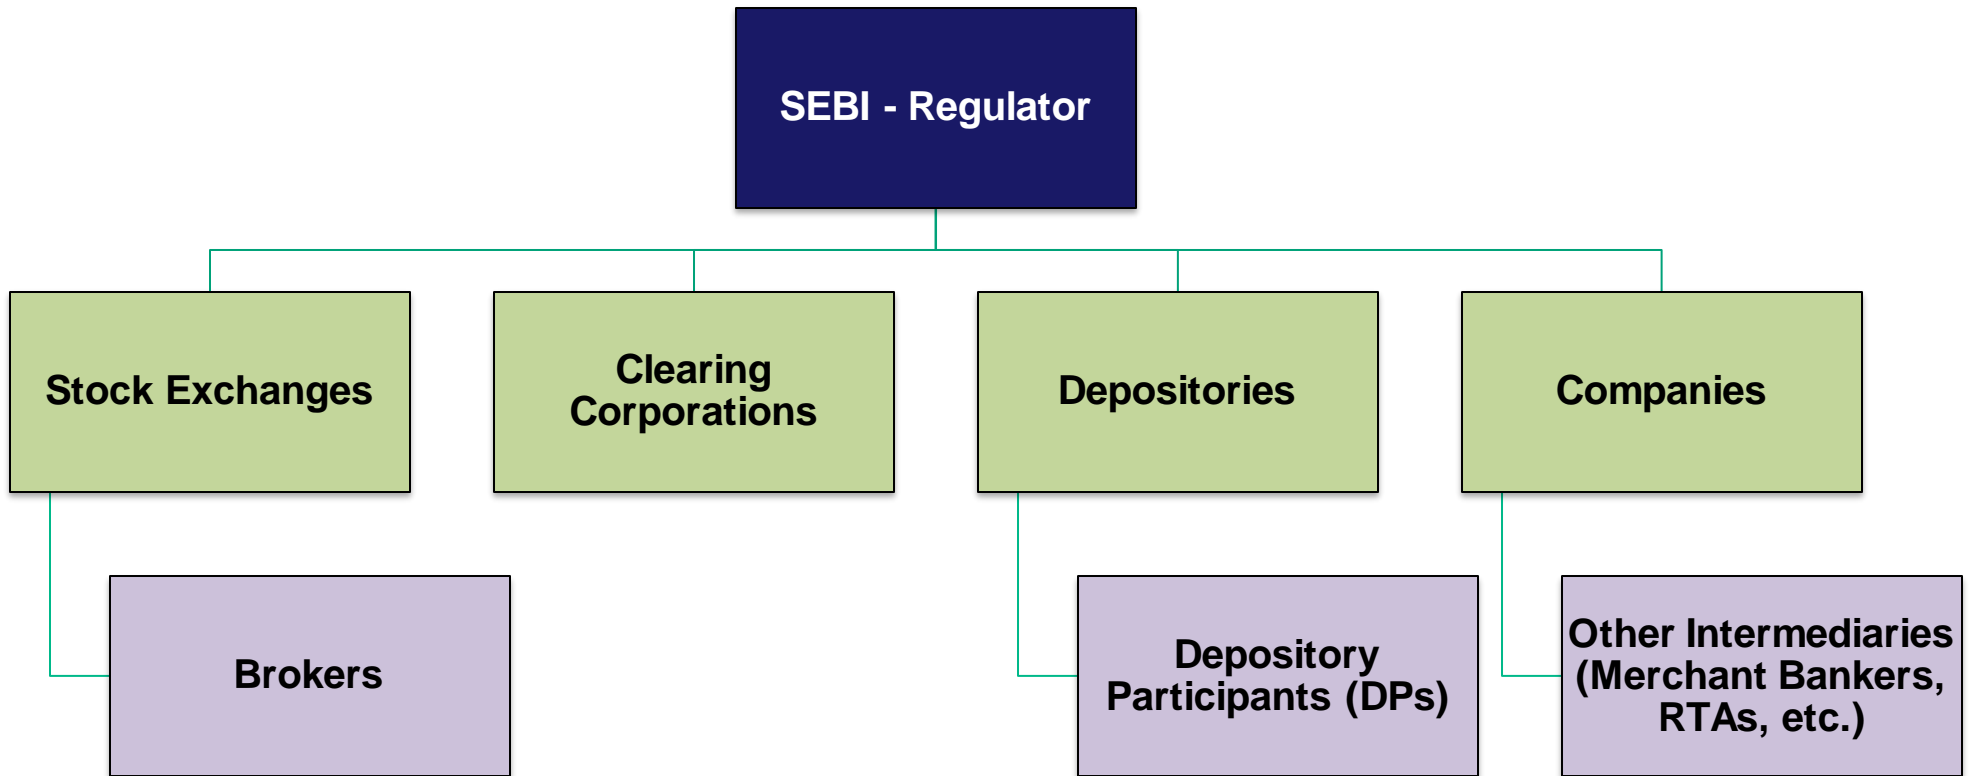 SEBI - Regulator
Stock Exchanges
Clearing
Corporations
Depositories
Companies
Brokers
Depository
Participants (DPs)
Other Intermediaries
(Merchant Bankers,
RTAs, etc.)